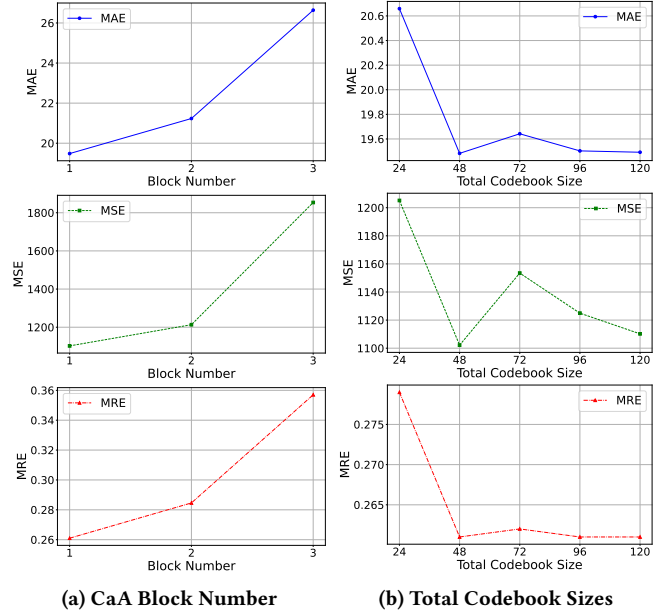 MAE
26
24
22
20
MAE
1
2
3
Block Number
MSE
1800
1600
1400
1200
MSE
1
2
3
Block Number
MRE
0.36
0.34
0.32
0.30
0.28
0.26
MRE
1
2
3
Block Number
(a) CaA Block Number
MAE
20.6
20.4
20.2
20.0
19.8
19.6
MAE
24
48
72
96
120
Total Codebook Size
MSE
1200
1180
1160
1140
1120
1100
MSE
24
48
72
96
120
Total Codebook Size
MRE
0.275
0.270
0.265
MRE
24
48
72
96
120
Total Codebook Size
(b) Total Codebook Sizes